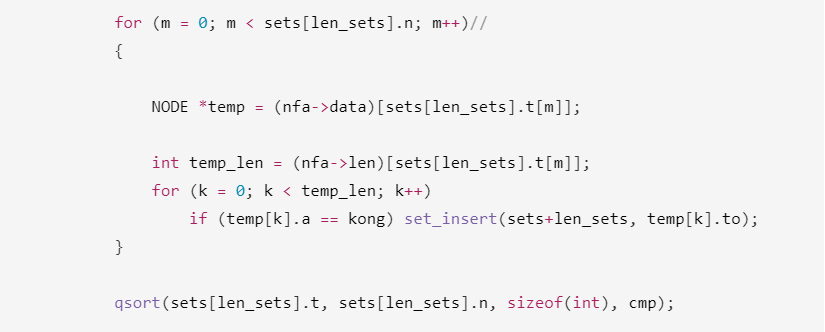 for (m = 0; m < sets[len_sets].n; m++)//
{
NODE *temp = (nfa->data)[sets[len_sets].t[m]];
int temp_len = (nfa->len)[sets[len_sets].t[m]];
for (k = 0; k < temp_len; k++)
if (temp[k].a == kong) set_insert(sets+len_sets, temp[k].to);
}
qsort(sets[len_sets].t, sets[len_sets].n, sizeof(int), cmp);